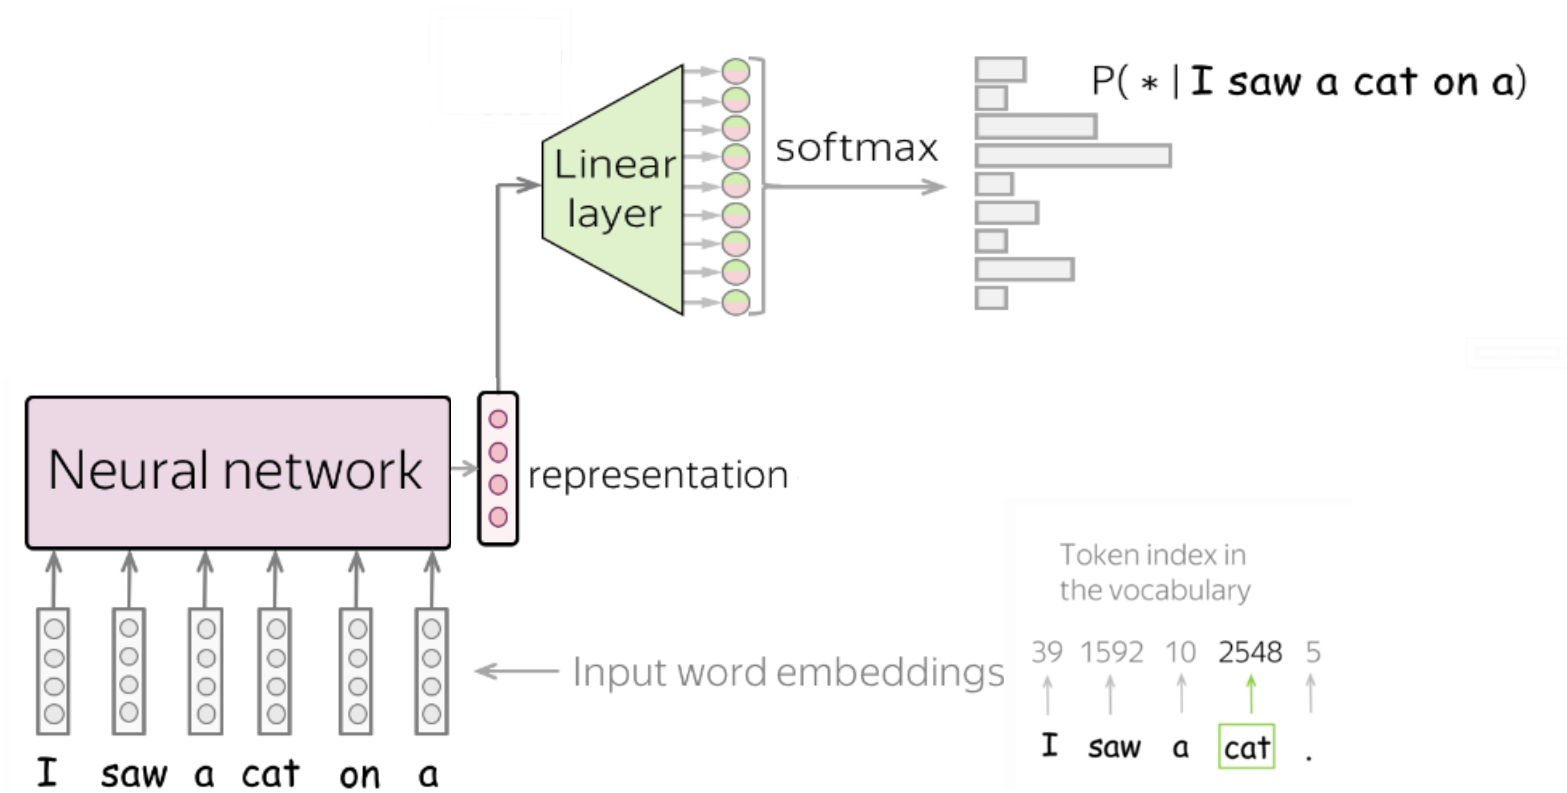 P( * | I saw a cat on a)
softmax
Linear
layer
Neural network
representation
Token index in
the vocabulary
39 1592 10 2548 5
Input word embeddings
I saw a cat .
I saw a cat on a